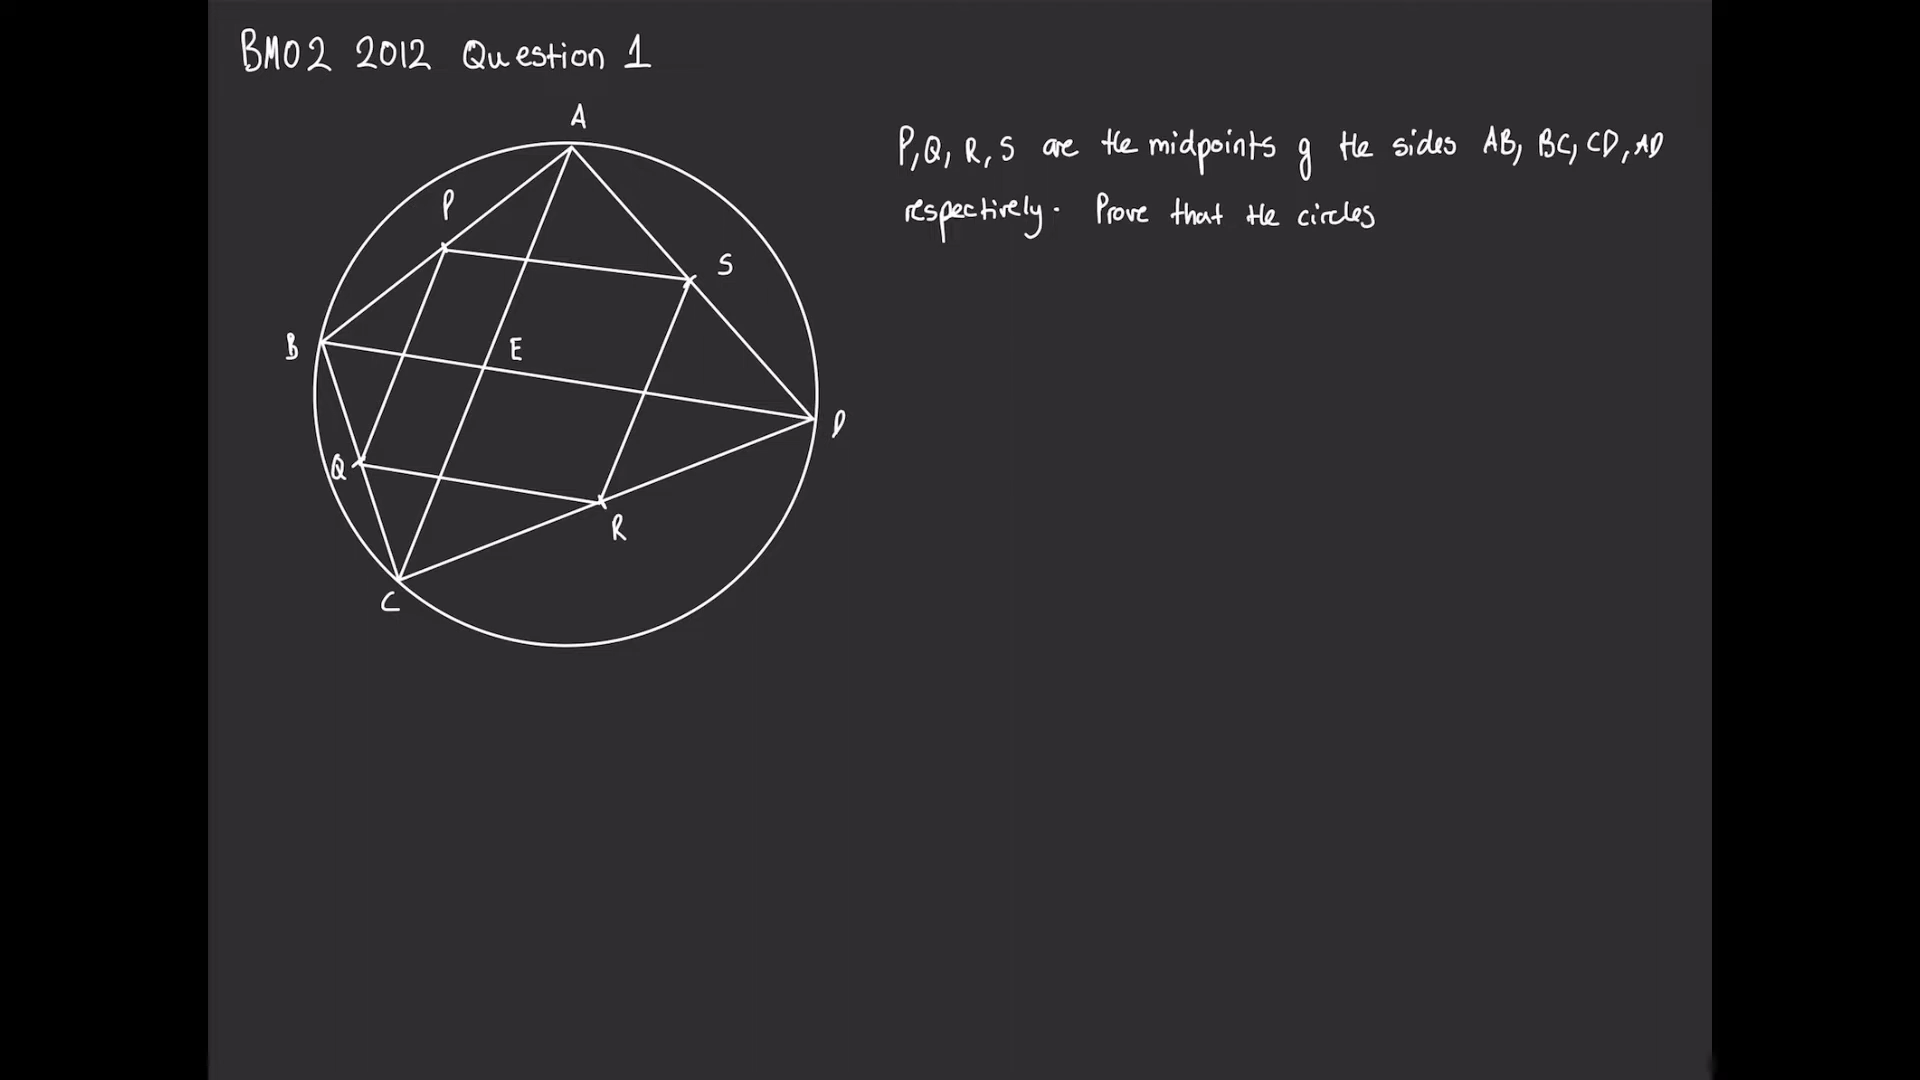 BMO2 2012 Question 1
A
P,Q, R,S are the midpoints of the sides AB, BC, CD, AD
P
respectively. Prove that the circles
S
B
E
D
Q
R
C